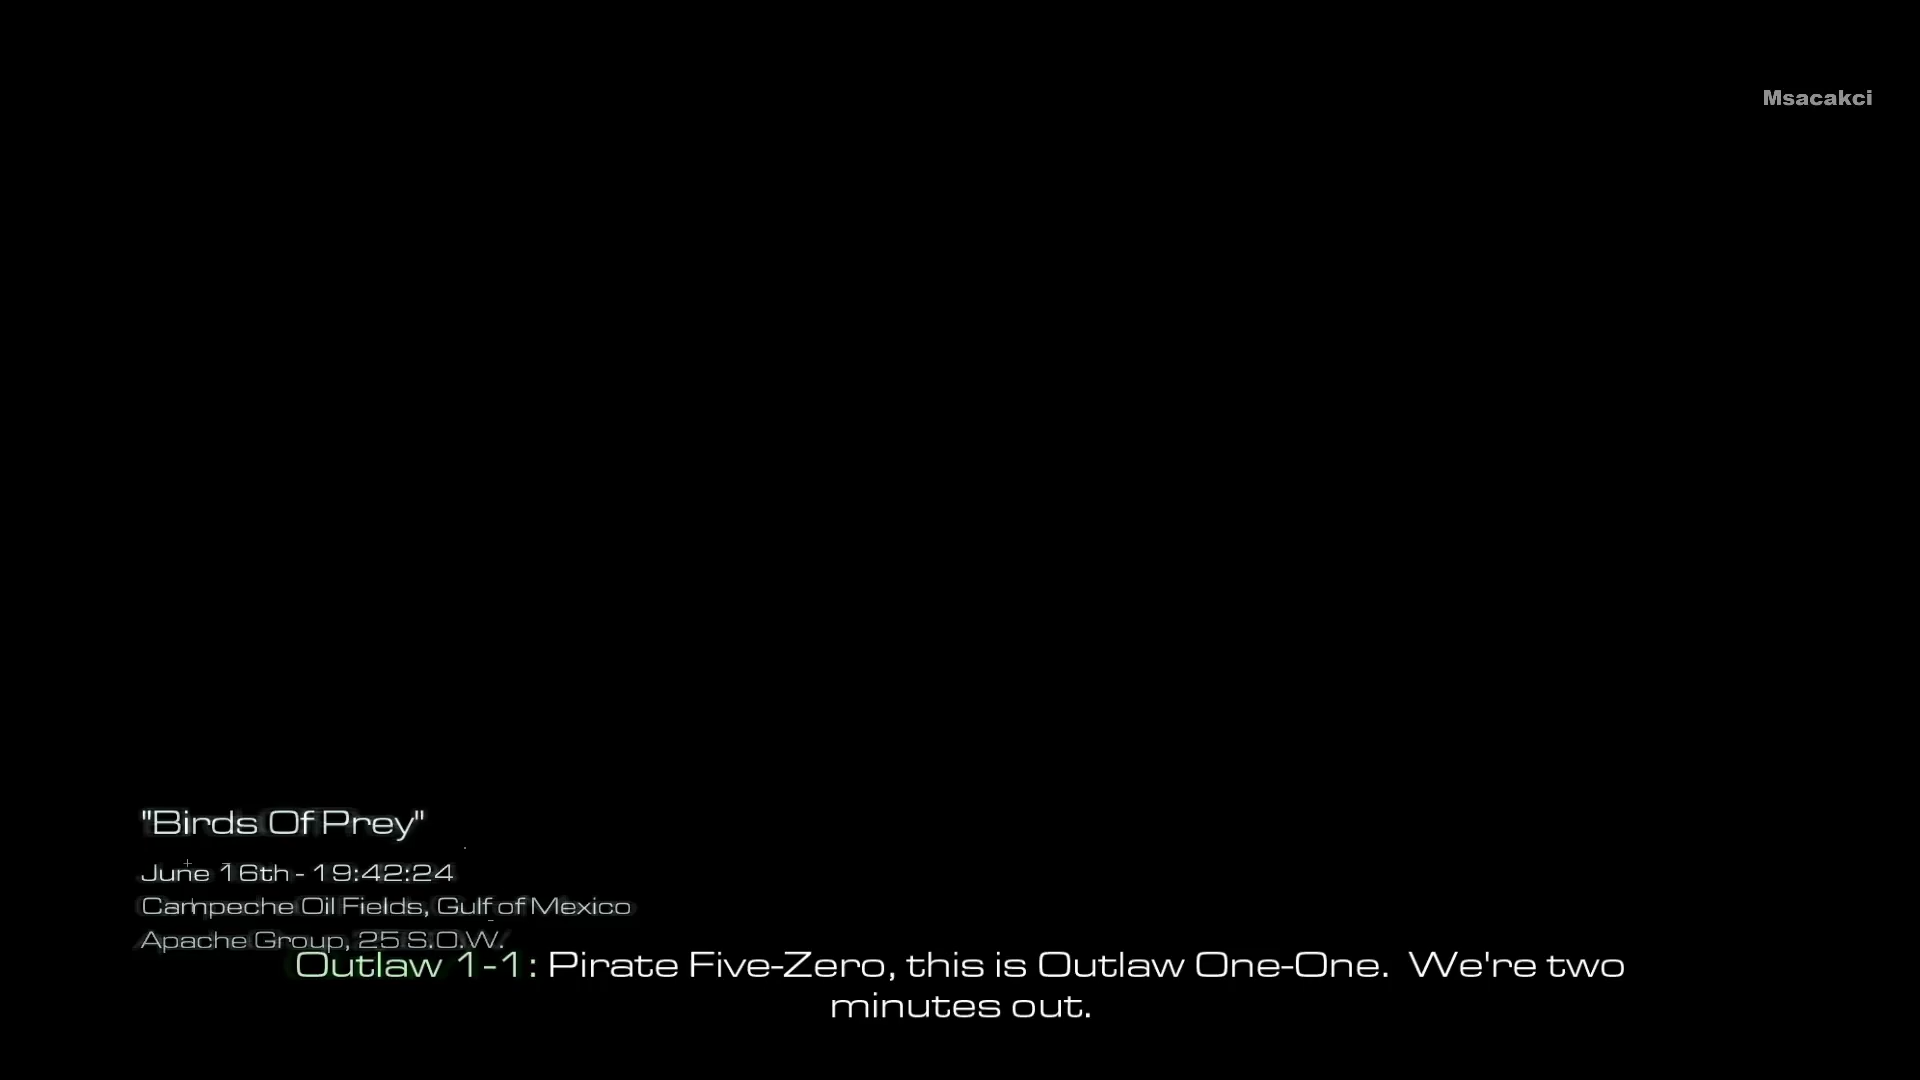 Msacakci
"Birds Of Prey"
June 16th - 19:42:24
Campeche Oil Fields, Gulf of Mexico
Apache Group, 25 S.O.W.
Outlaw 1-1: Pirate Five-Zero, this is Outlaw One-One.  We're two
minutes out.